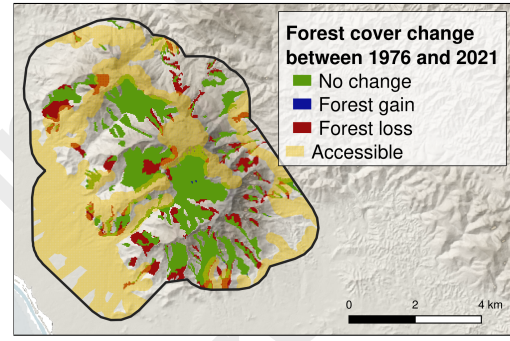 Forest cover change
between 1976 and 2021
No change
Forest gain
Forest loss
Accessible
0 2 4 km